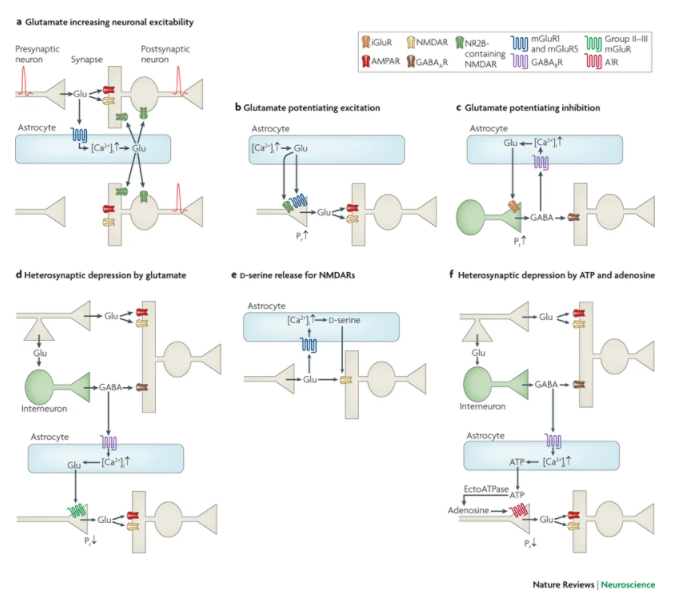 a Glutamate increasing neuronal excitability
Presynaptic neuron
Synapse
Postsynaptic neuron
Glu
Astrocyte
[Ca²⁺]ᵢ↑
Glu
iGluR
NMDAR
NR2B-containing NMDAR
mGluR1 and mGluR5
Group II–III mGluR
AMPAR
GABA_AR
GABA_BR
A1R
b Glutamate potentiating excitation
Astrocyte
[Ca²⁺]ᵢ↑
Glu
Glu
Pᵣ↑
c Glutamate potentiating inhibition
Astrocyte
Glu
[Ca²⁺]ᵢ↑
GABA
Pᵣ↑
d Heterosynaptic depression by glutamate
Glu
Glu
GABA
Interneuron
Astrocyte
Glu
[Ca²⁺]ᵢ↑
Glu
Pᵣ↓
e D-serine release for NMDARs
Astrocyte
[Ca²⁺]ᵢ↑
D-serine
Glu
f Heterosynaptic depression by ATP and adenosine
Glu
Glu
GABA
Interneuron
Astrocyte
ATP
[Ca²⁺]ᵢ↑
EctoATPase
ATP
Adenosine
Glu
Pᵣ↓
Nature Reviews | Neuroscience